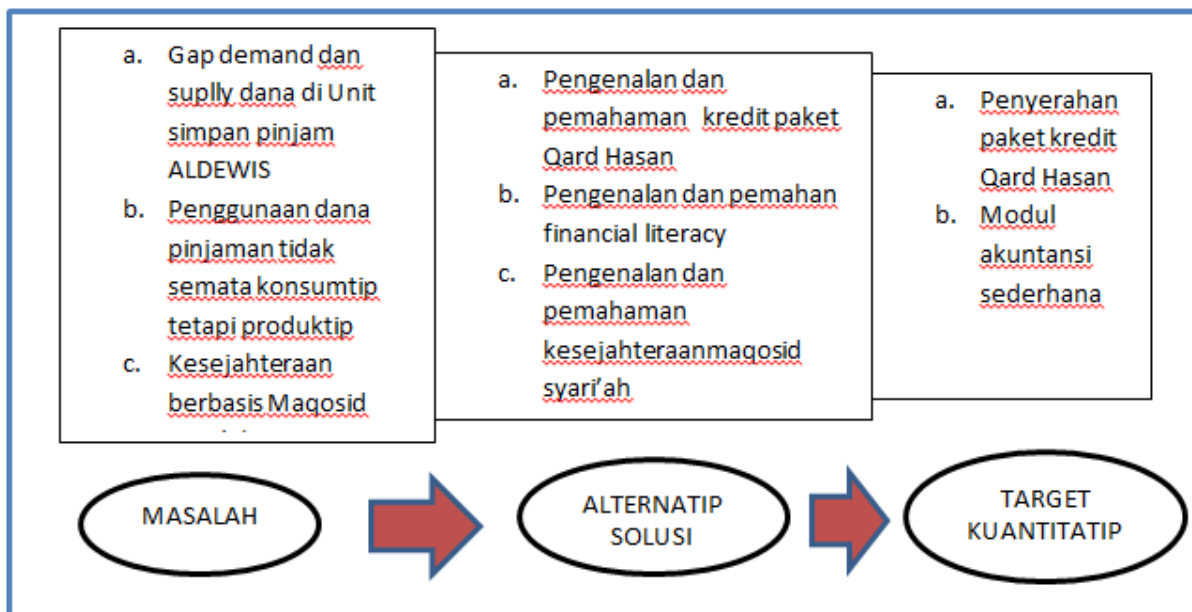 a. Gap demand dan
suplly dana di Unit
simpan pinjam
ALDEWIS
b. Penggunaan dana
pinjaman tidak
semata konsumtip
tetapi produktip
c. Kesejahteraan
berbasis Maqosid
a. Pengenalan dan
pemahaman kredit paket
Qard Hasan
b. Pengenalan dan pemahan
financial literacy
c. Pengenalan dan
pemahaman
kesejahteraanmaqosid
syari’ah
a. Penyerahan
paket kredit
Qard Hasan
b. Modul
akuntansi
sederhana
MASALAH
ALTERNATIP
SOLUSI
TARGET
KUANTITATIP